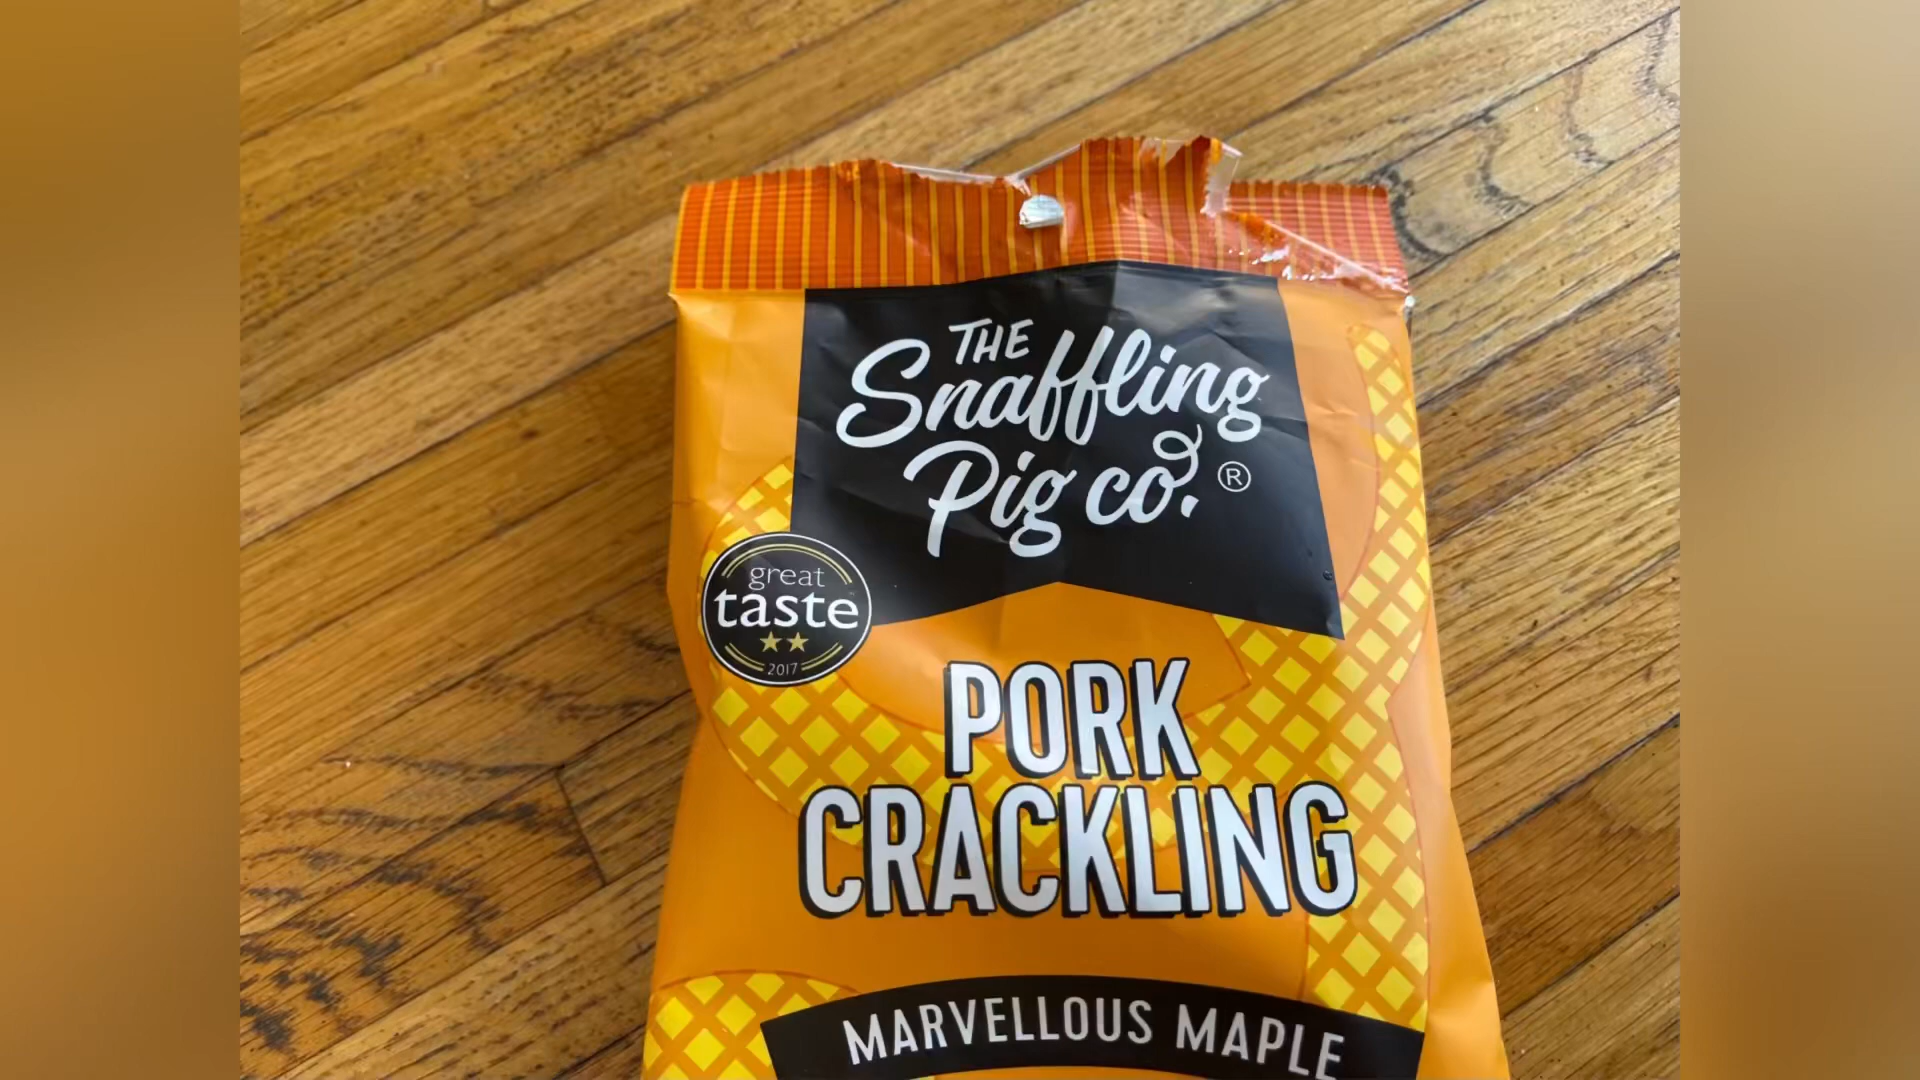 THE
Snaffling
Pig co.®
great
taste
2017
PORK
CRACKLING
MARVELLOUS MAPLE